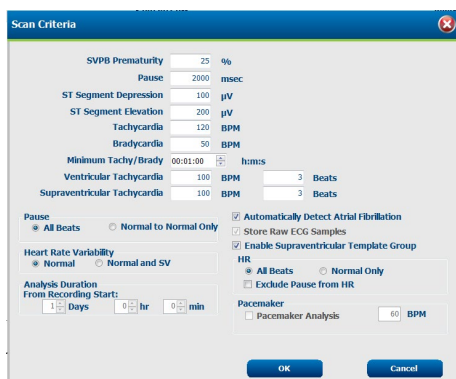 Scan Criteria
SVPB Prematurity 25 %
Pause 2000 msec
ST Segment Depression 100 µV
ST Segment Elevation 200 µV
Tachycardia 120 BPM
Bradycardia 50 BPM
Minimum Tachy/Brady 00:01:00 h:m:s
Ventricular Tachycardia 100 BPM 3 Beats
Supraventricular Tachycardia 100 BPM 3 Beats
Pause
All Beats Normal to Normal Only
Heart Rate Variability
Normal Normal and SV
Analysis Duration
From Recording Start:
1 Days 0 hr 0 min
Automatically Detect Atrial Fibrillation
Store Raw ECG Samples
Enable Supraventricular Template Group
HR
All Beats Normal Only
Exclude Pause from HR
Pacemaker
Pacemaker Analysis 60 BPM
OK Cancel